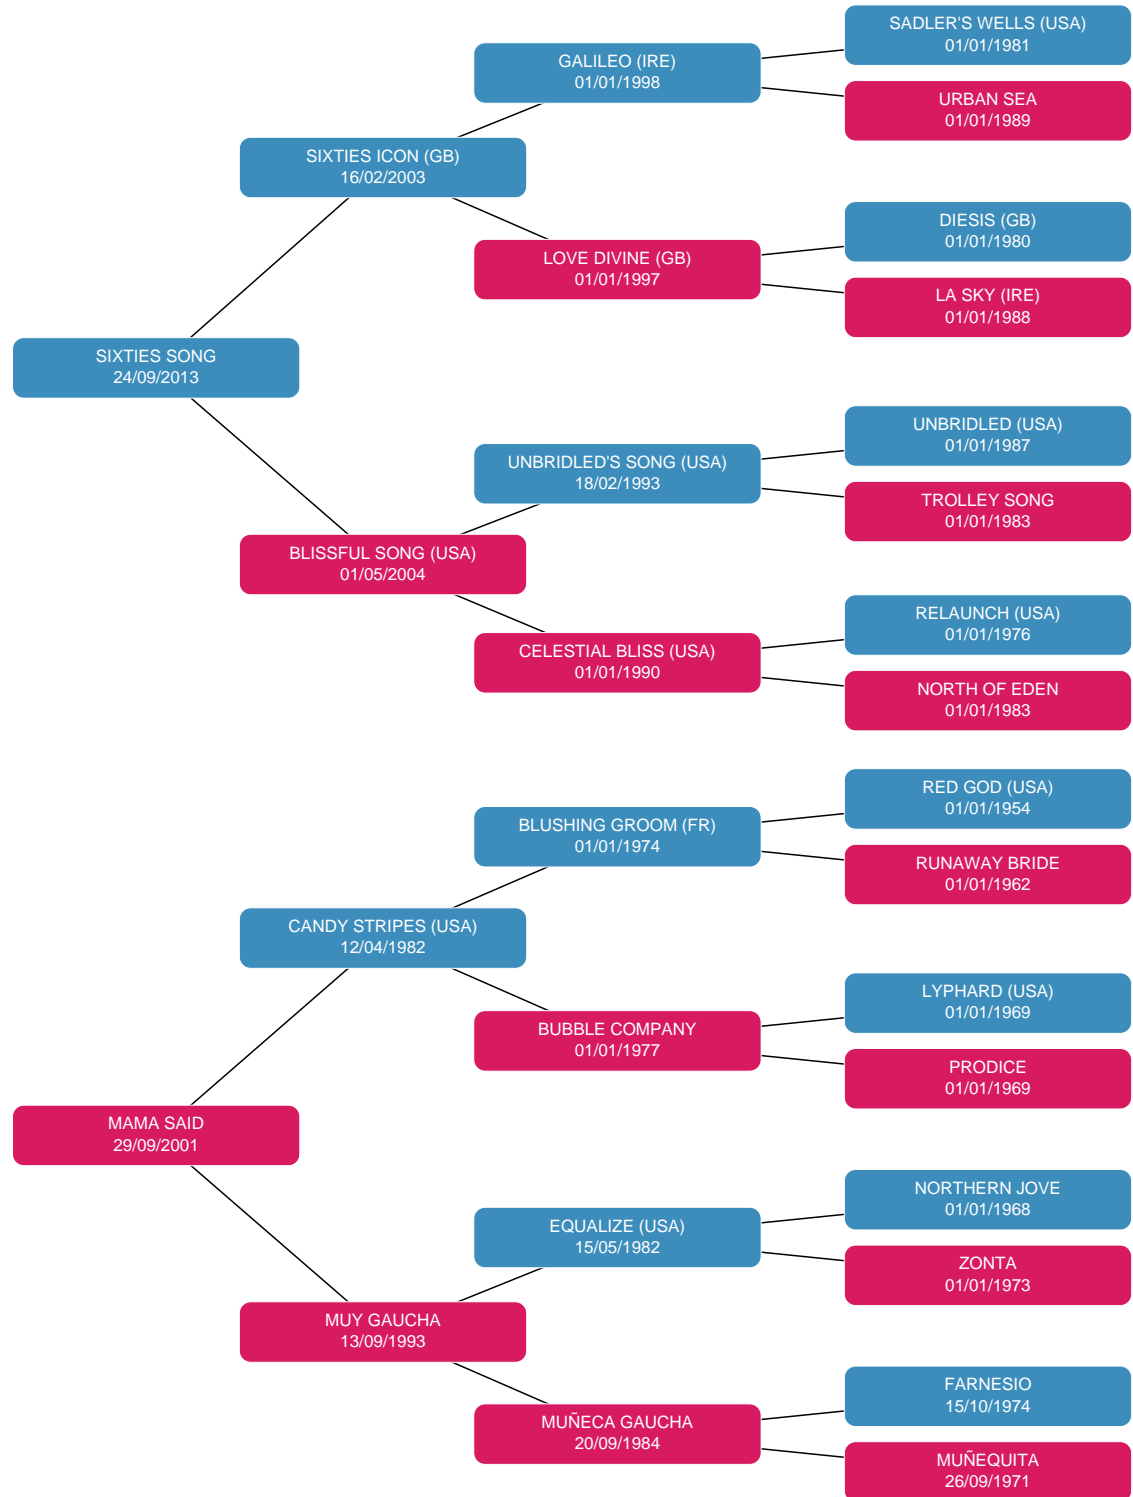 SADLER'S WELLS (USA)
01/01/1981
GALILEO (IRE)
01/01/1998
URBAN SEA
01/01/1989
SIXTIES ICON (GB)
16/02/2003
DIESIS (GB)
01/01/1980
LOVE DIVINE (GB)
01/01/1997
LA SKY (IRE)
01/01/1988
SIXTIES SONG
24/09/2013
UNBRIDLED (USA)
01/01/1987
UNBRIDLED'S SONG (USA)
18/02/1993
TROLLEY SONG
01/01/1983
BLISSFUL SONG (USA)
01/05/2004
RELAUNCH (USA)
01/01/1976
CELESTIAL BLISS (USA)
01/01/1990
NORTH OF EDEN
01/01/1983
RED GOD (USA)
01/01/1954
BLUSHING GROOM (FR)
01/01/1974
RUNAWAY BRIDE
01/01/1962
CANDY STRIPES (USA)
12/04/1982
LYPHARD (USA)
01/01/1969
BUBBLE COMPANY
01/01/1977
PRODICE
01/01/1969
MAMA SAID
29/09/2001
NORTHERN JOVE
01/01/1968
EQUALIZE (USA)
15/05/1982
ZONTA
01/01/1973
MUY GAUCHA
13/09/1993
FARNESIO
15/10/1974
MUÑECA GAUCHA
20/09/1984
MUÑEQUITA
26/09/1971